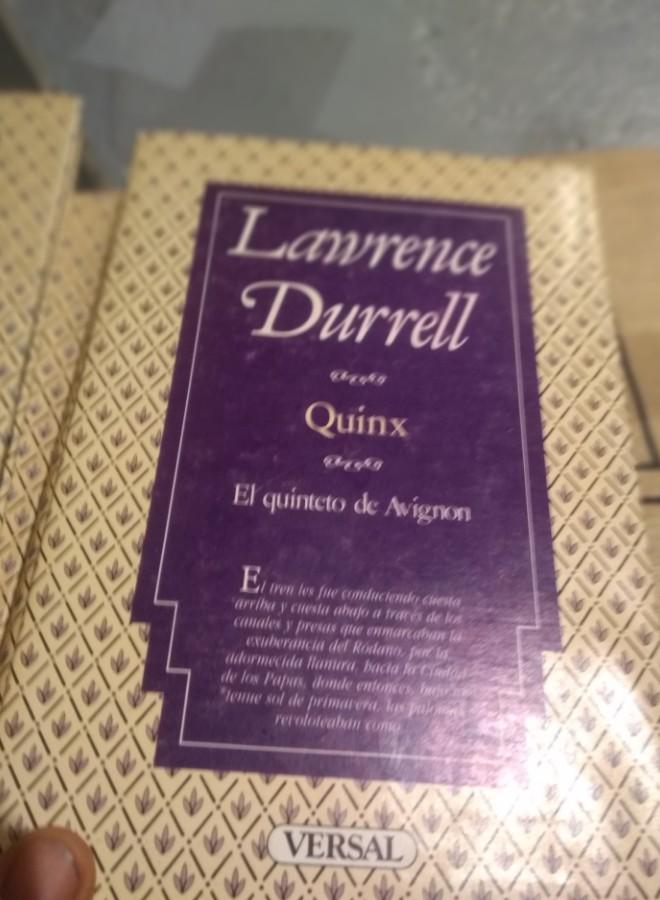 Lawrence
Durrell
Quinx
El quinteto de Avignon
El tren los fue conduciendo cuesta
arriba y cuesta abajo a través de los
canales y presas que enmarcaban la
exuberancia del Ródano, por la
adormecida llanura, hacia la Ciudad
de los Papas, donde entonces, bajo
tenue sol de primavera, las palomas
revoloteaban como
VERSAL